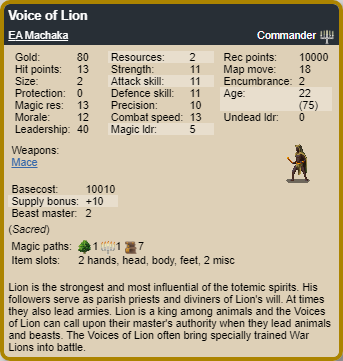 Voice of Lion
EA Machaka Commander
Gold: 80 Resources: 2 Rec points: 10000
Hit points: 13 Strength: 11 Map move: 18
Size: 2 Attack skill: 11 Encumbrance: 2
Protection: 0 Defence skill: 11 Age: 22
Magic res: 13 Precision: 10 (75)
Morale: 12 Combat speed: 13 Undead ldr: 0
Leadership: 40 Magic ldr: 5
Weapons:
Mace
Basecost: 10010
Supply bonus: +10
Beast master: 2
(Sacred)
Magic paths: 1 1 7
Item slots: 2 hands, head, body, feet, 2 misc
Lion is the strongest and most influential of the totemic spirits. His
followers serve as parish priests and diviners of Lion's will. At times
they also lead armies. Lion is a king among animals and the Voices
of Lion can call upon their master's authority when they lead animals
and beasts. The Voices of Lion often bring specially trained War
Lions into battle.